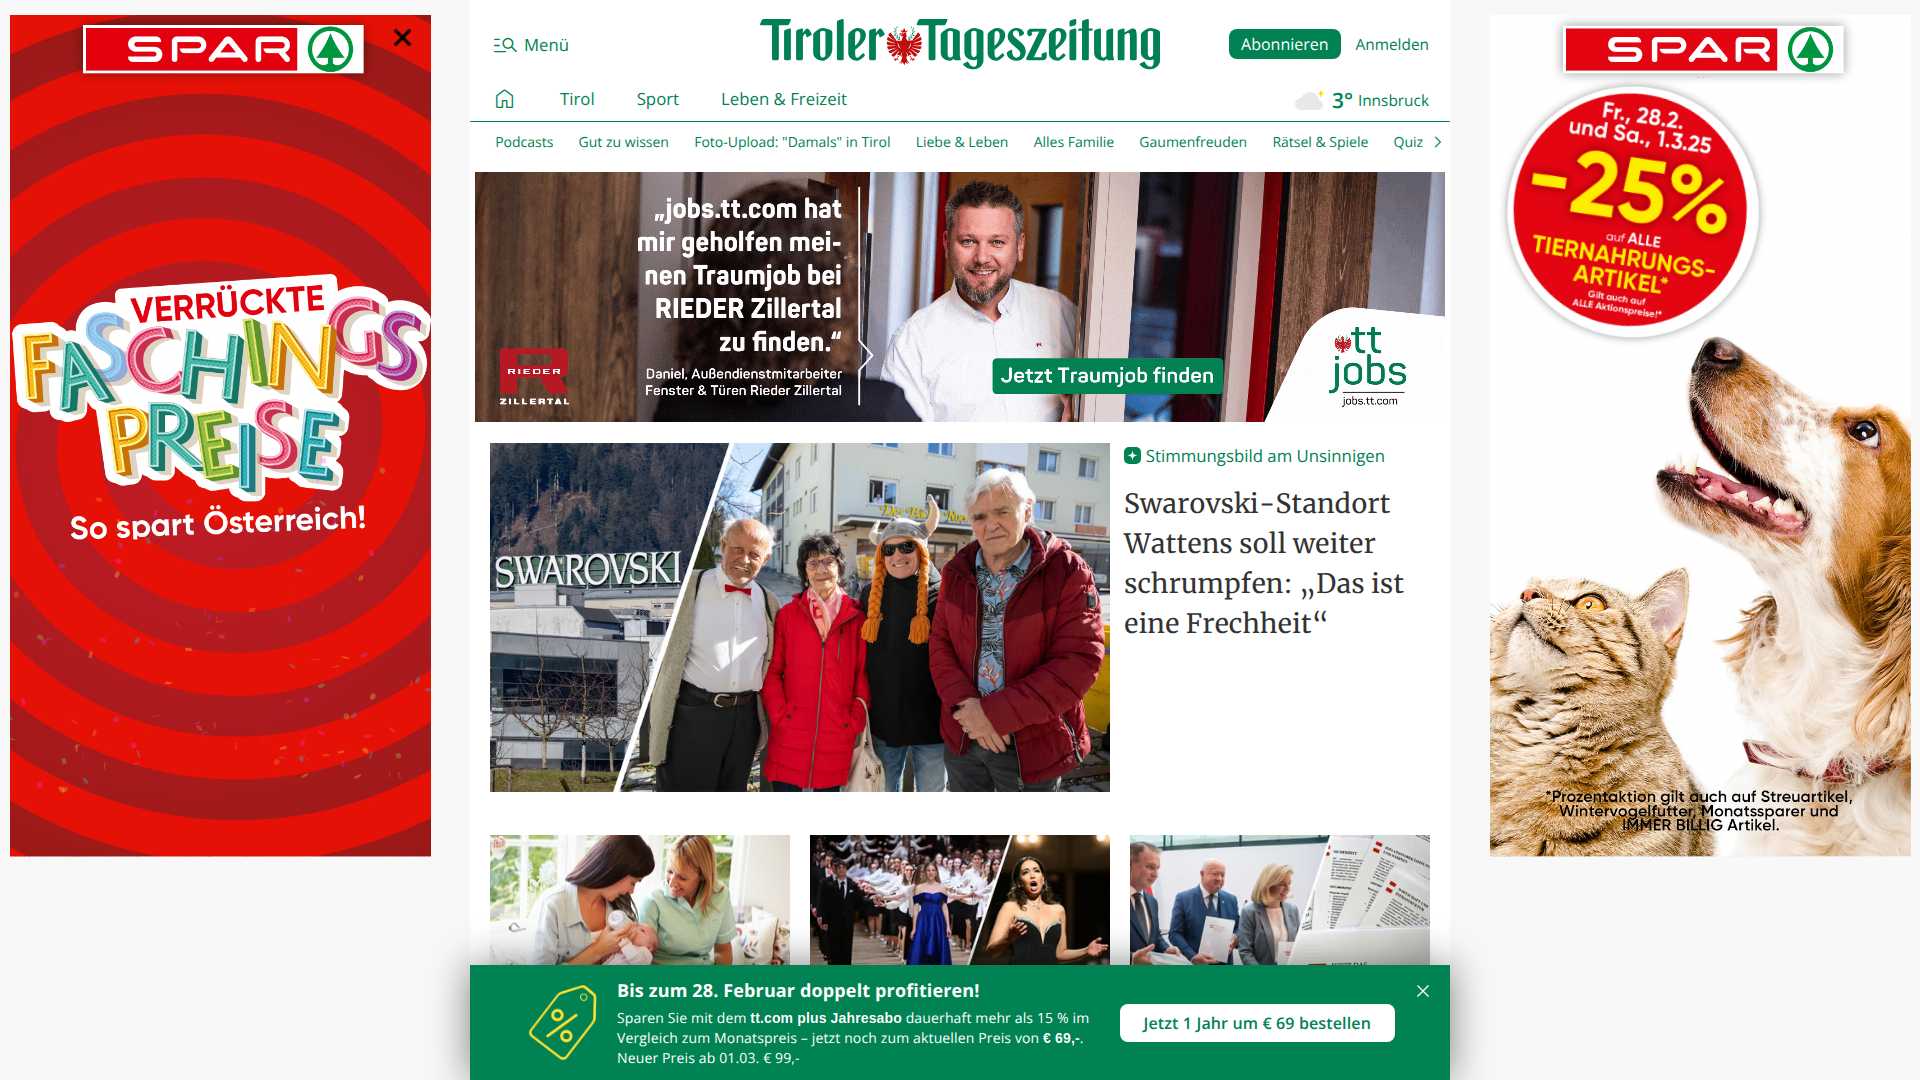 SPAR
VERRÜCKTE
FASCHINGS
PREISE
So spart Österreich!
Menü
Tiroler Tageszeitung
Abonnieren
Anmelden
Tirol
Sport
Leben & Freizeit
3° Innsbruck
Podcasts
Gut zu wissen
Foto-Upload: "Damals" in Tirol
Liebe & Leben
Alles Familie
Gaumenfreuden
Rätsel & Spiele
Quiz
„jobs.tt.com hat
mir geholfen mei-
nen Traumjob bei
RIEDER Zillertal
zu finden.“
Daniel, Außendienstmitarbeiter
Fenster & Türen Rieder Zillertal
R
RIEDER
ZILLERTAL
Jetzt Traumjob finden
tt
jobs
jobs.tt.com
SWAROVSKI
Stimmungsbild am Unsinnigen
Swarovski-Standort
Wattens soll weiter
schrumpfen: „Das ist
eine Frechheit“
Bis zum 28. Februar doppelt profitieren!
Sparen Sie mit dem tt.com plus Jahresabo dauerhaft mehr als 15 % im
Vergleich zum Monatspreis – jetzt noch zum aktuellen Preis von € 69,-.
Neuer Preis ab 01.03. € 99,-
Jetzt 1 Jahr um € 69 bestellen
SPAR
Fr., 28.2.
und Sa., 1.3.25
-25%
auf ALLE
TIERNAHRUNGS-
ARTIKEL*
Gilt auch auf
ALLE Aktionspreise!*
*Prozentaktion gilt auch auf Streuartikel,
Wintervogelfutter, Monatssparer und
IMMER BILLIG Artikel.